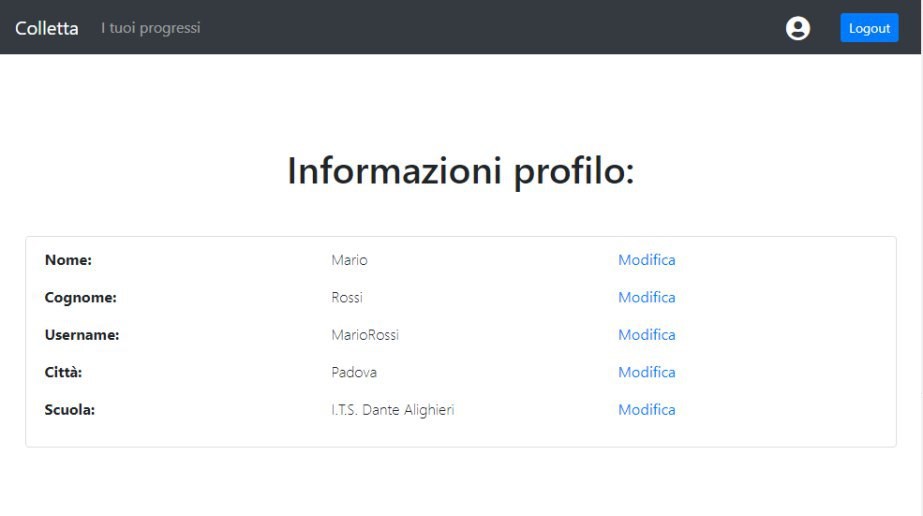 Colletta I tuoi progressi Logout
Informazioni profilo:
Nome: Mario Modifica
Cognome: Rossi Modifica
Username: MarioRossi Modifica
Città: Padova Modifica
Scuola: I.T.S. Dante Alighieri Modifica